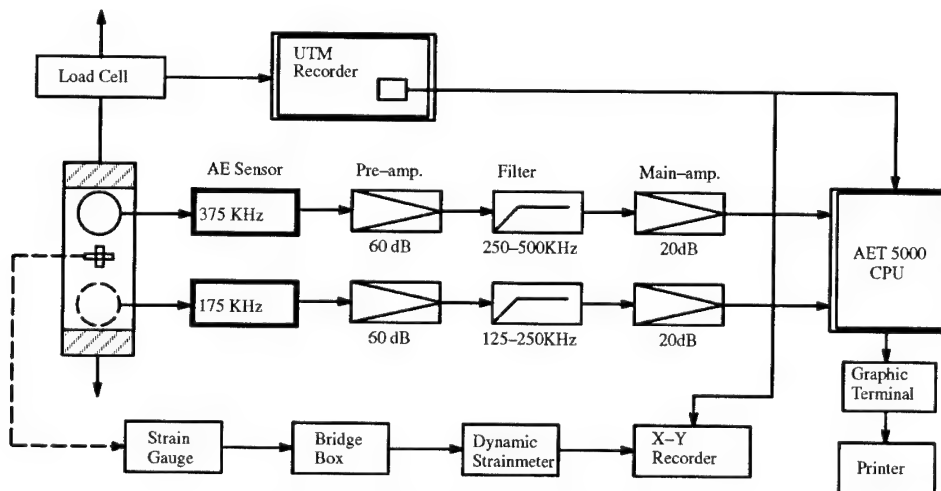 UTM
Recorder
Load Cell
AE Sensor
Pre–amp.
Filter
Main–amp.
375 KHz
60 dB
250–500KHz
20dB
AET 5000
CPU
175 KHz
60 dB
125–250KHz
20dB
Graphic
Terminal
Strain
Gauge
Bridge
Box
Dynamic
Strainmeter
X–Y
Recorder
Printer